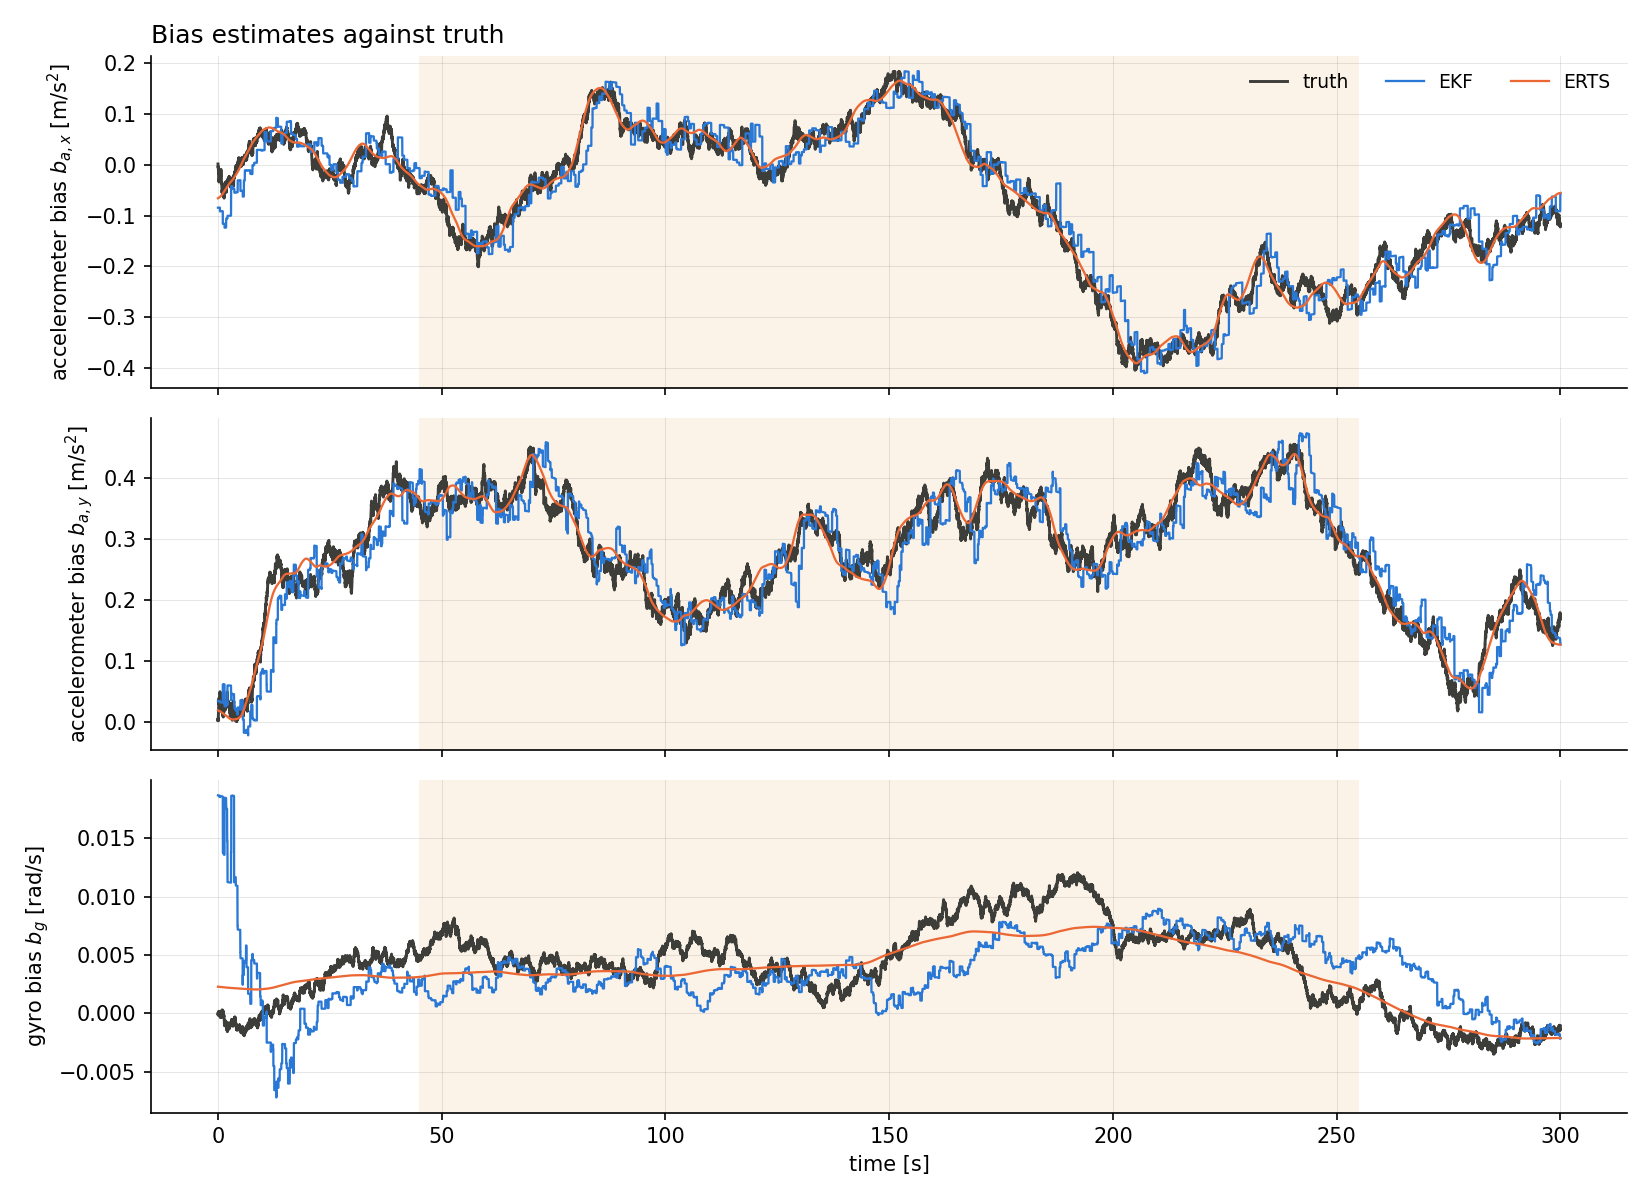 Bias estimates against truth
accelerometer bias b_{a,x} [m/s²]
0.2
0.1
0.0
−0.1
−0.2
−0.3
−0.4
truth EKF ERTS
accelerometer bias b_{a,y} [m/s²]
0.4
0.3
0.2
0.1
0.0
gyro bias b_g [rad/s]
0.015
0.010
0.005
0.000
−0.005
0 50 100 150 200 250 300
time [s]